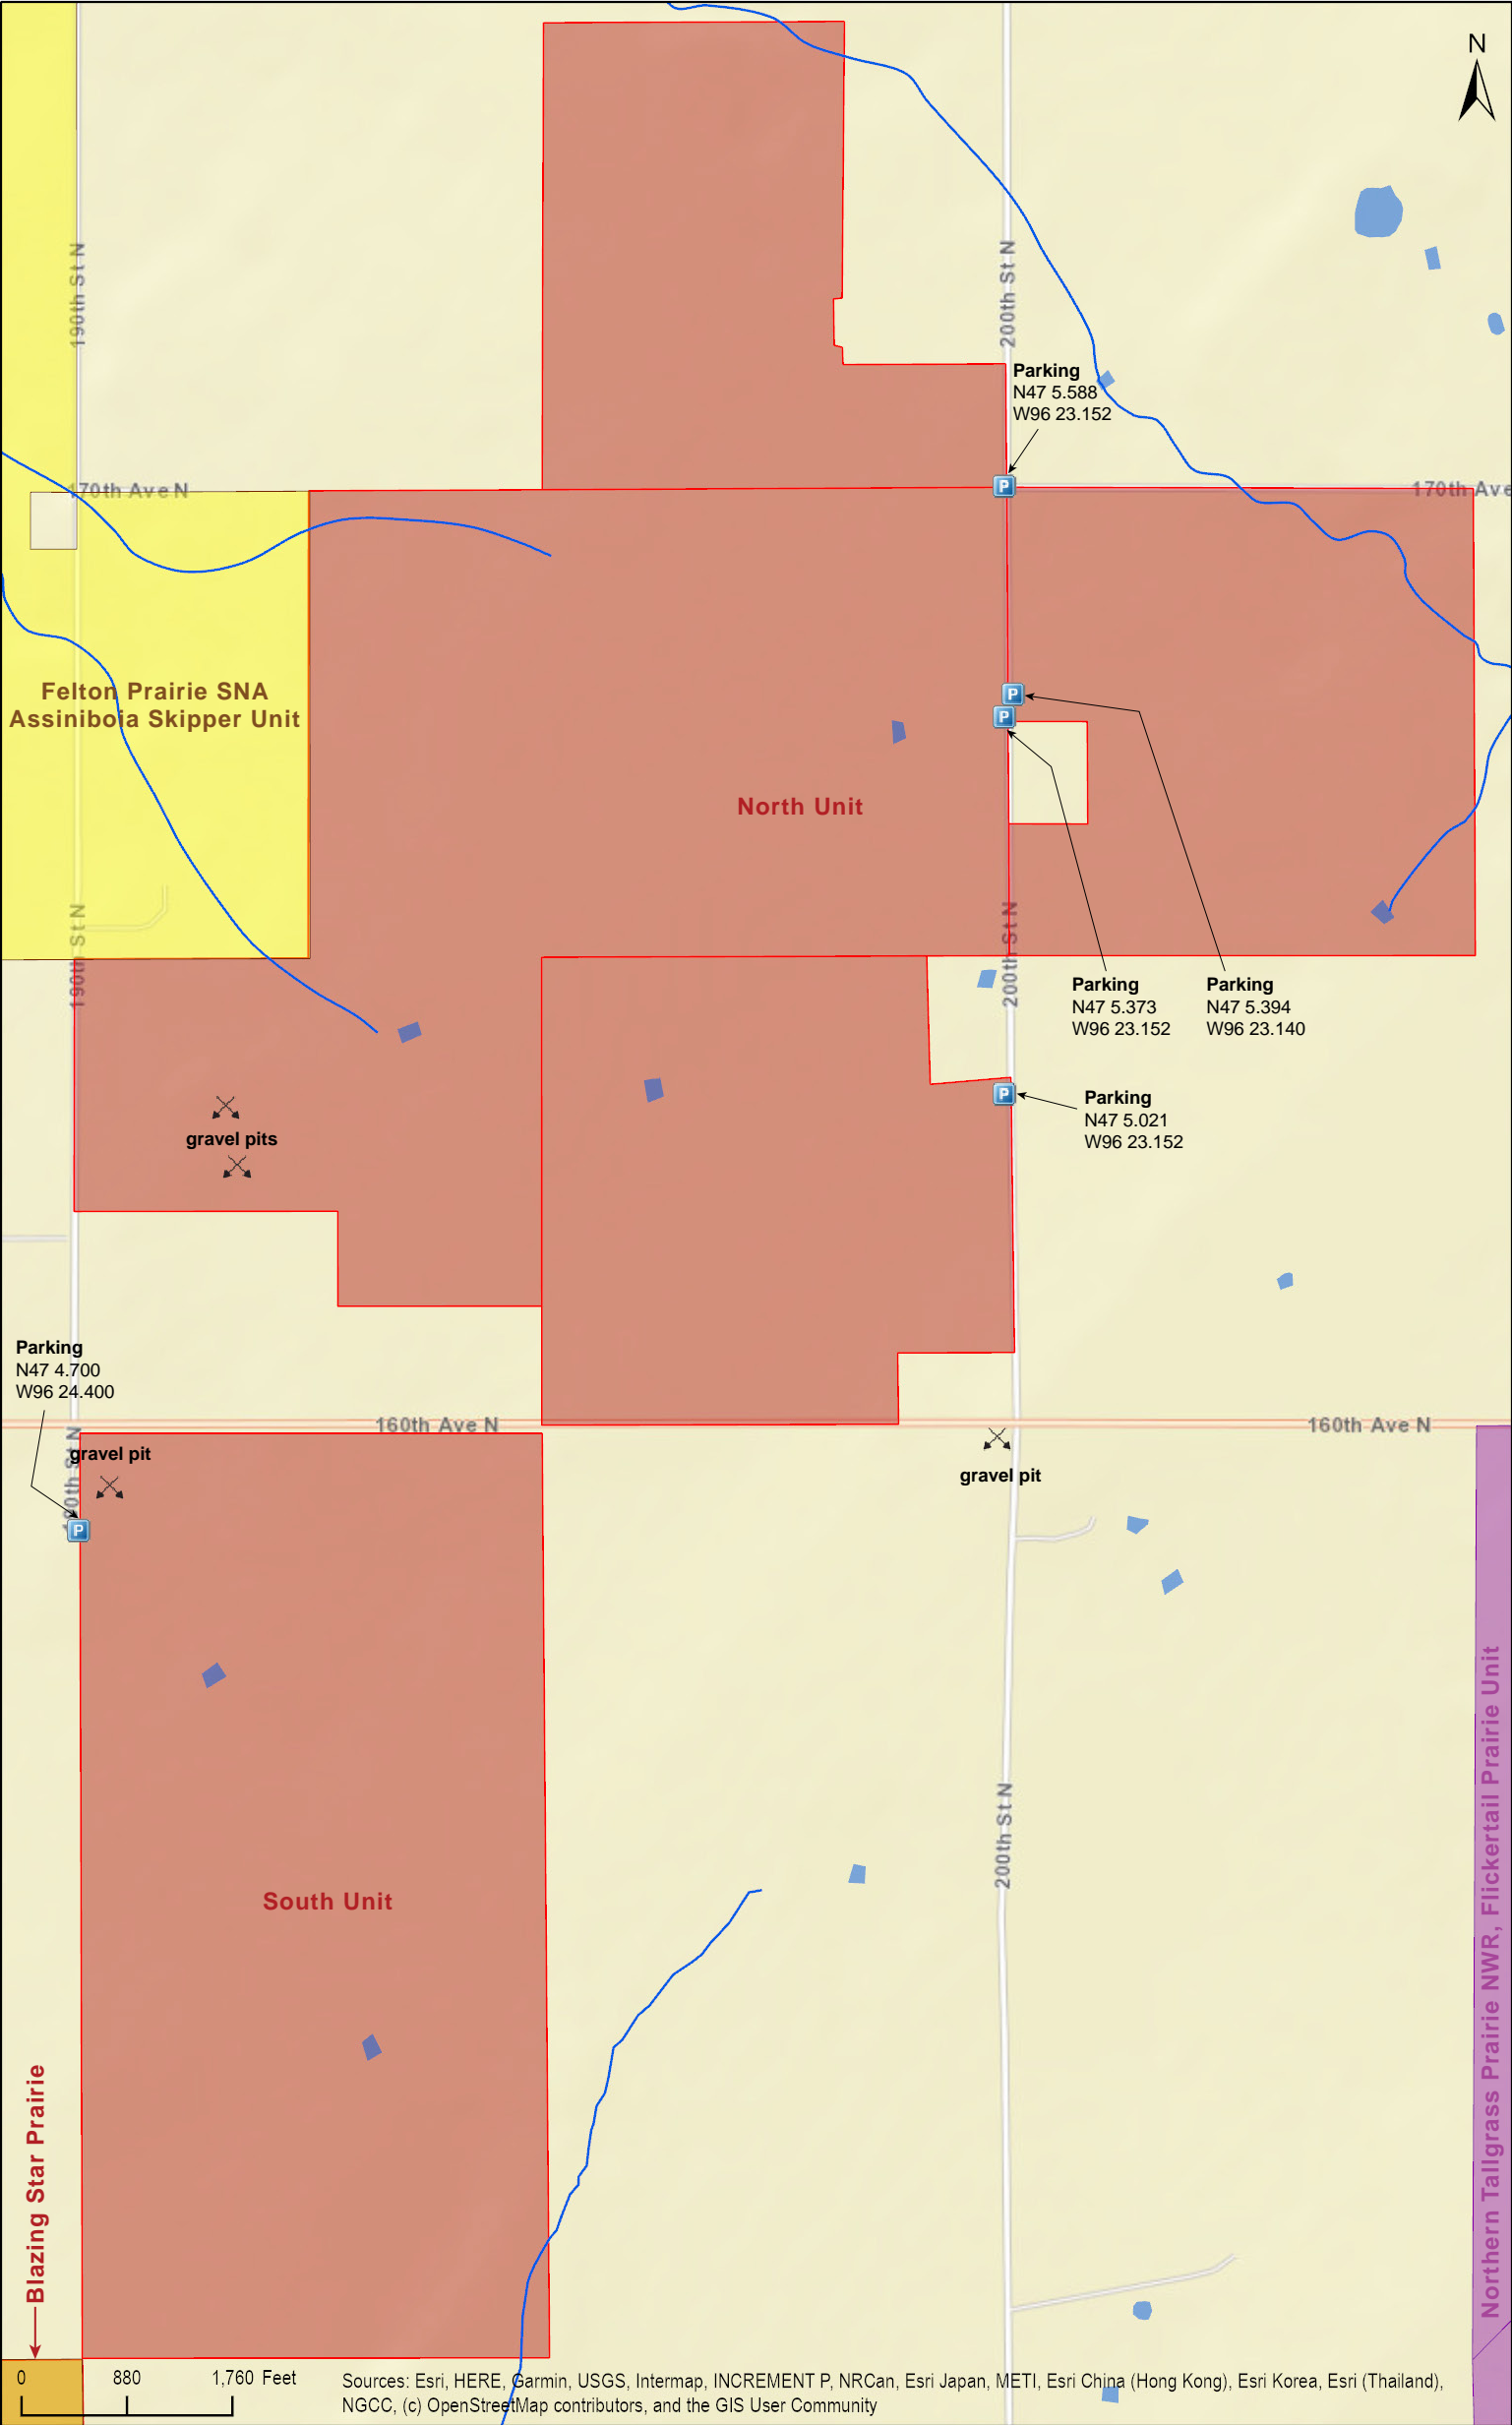 N
190th St N
200th St N
Parking
N47 5.588
W96 23.152
P
170th Ave N
170th Ave
Felton Prairie SNA
Assiniboia Skipper Unit
P
P
North Unit
190th St N
200th St N
Parking
N47 5.373
W96 23.152
Parking
N47 5.394
W96 23.140
P
Parking
N47 5.021
W96 23.152
gravel pits
Parking
N47 4.700
W96 24.400
160th Ave N
160th Ave N
190th St N
gravel pit
gravel pit
P
200th St N
South Unit
Northern Tallgrass Prairie NWR, Flickertail Prairie Unit
Blazing Star Prairie
0 880 1,760 Feet
Sources: Esri, HERE, Garmin, USGS, Intermap, INCREMENT P, NRCan, Esri Japan, METI, Esri China (Hong Kong), Esri Korea, Esri (Thailand),
NGCC, (c) OpenStreetMap contributors, and the GIS User Community